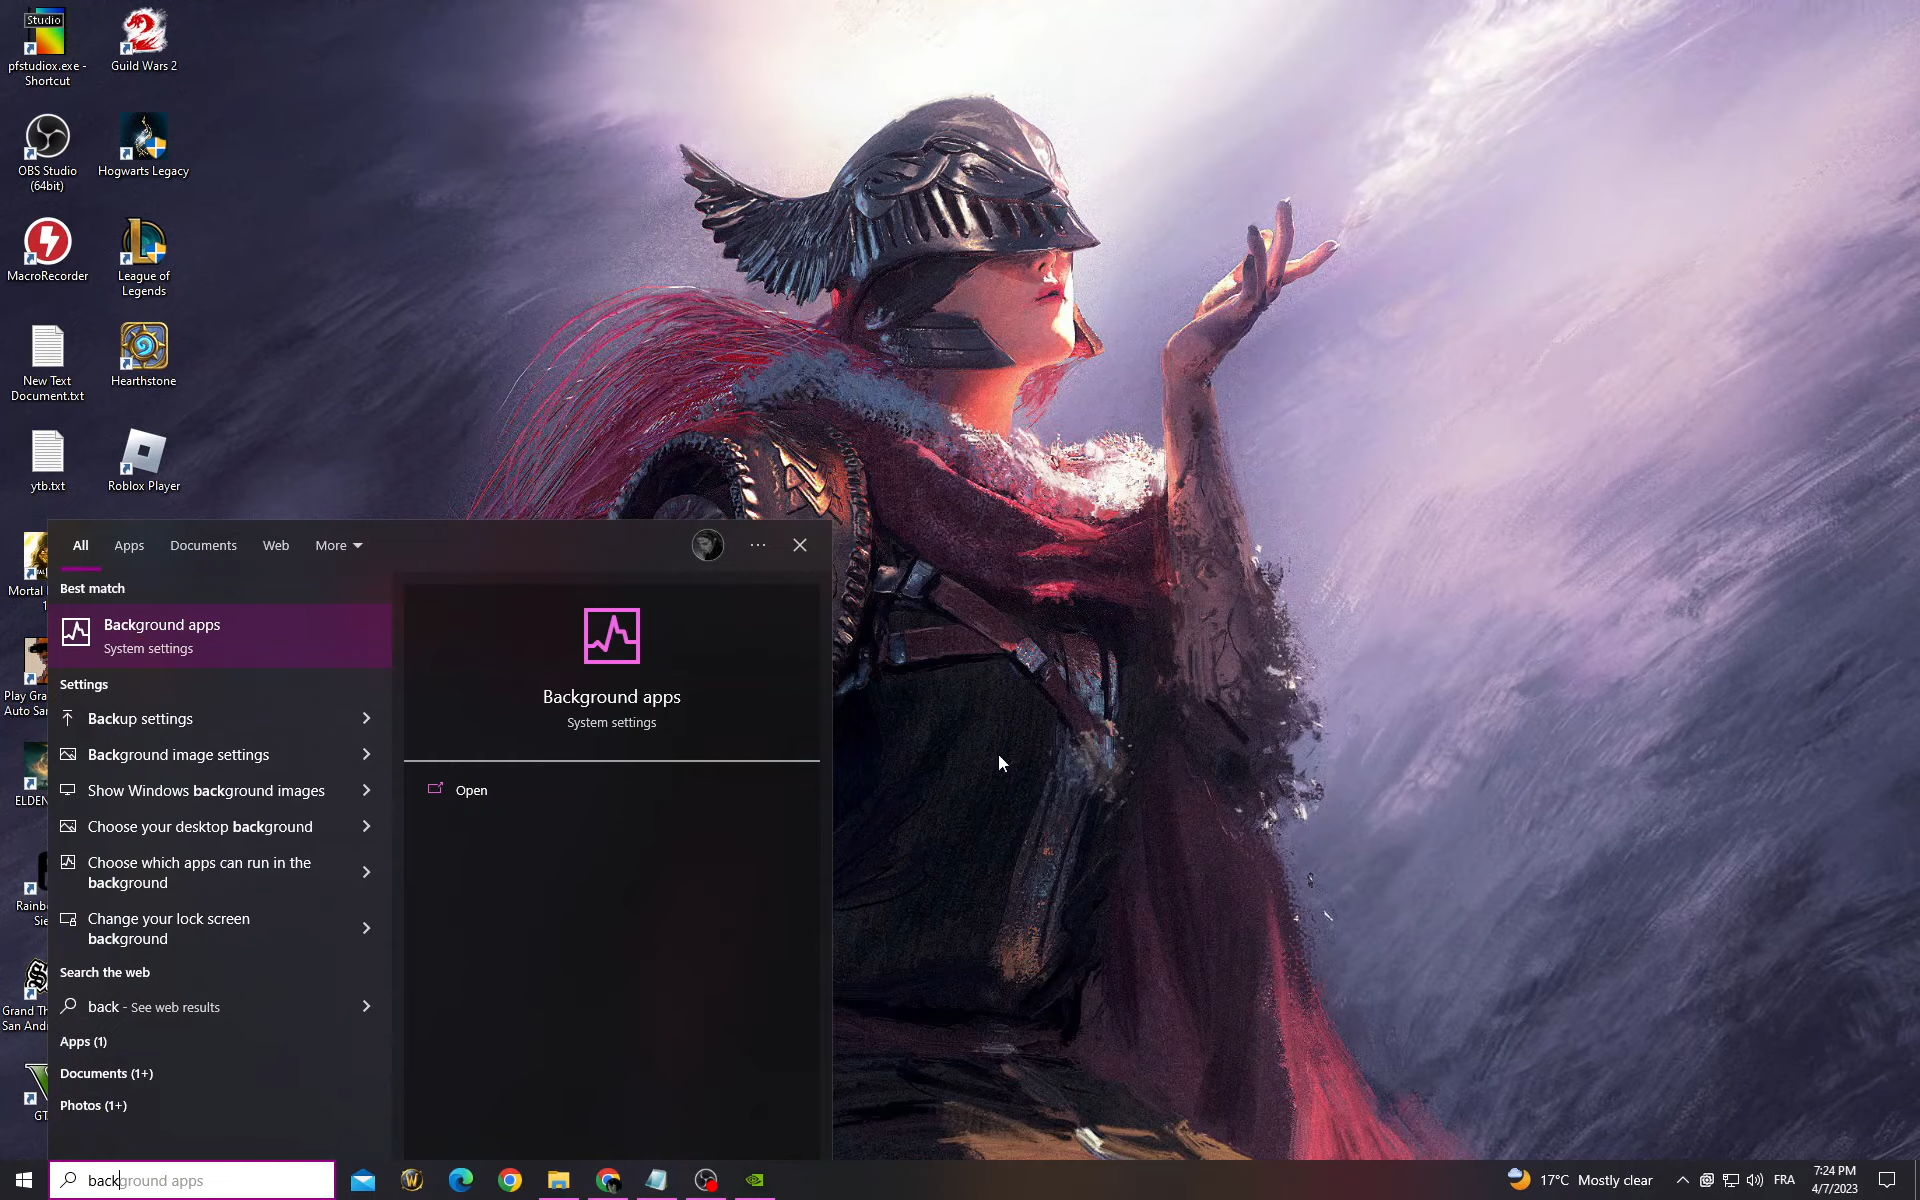 Studio
pfstudiox.exe -
Shortcut
Guild Wars 2
OBS Studio
(64bit)
Hogwarts Legacy
MacroRecorder
League of
Legends
New Text
Document.txt
Hearthstone
ytb.txt
Roblox Player
Mortal
1
Play Gra
Auto San
ELDEN
Rainb
Sie
Grand Th
San Andr
GT
All
Apps
Documents
Web
More
Best match
Background apps
System settings
Settings
Backup settings
Background image settings
Show Windows background images
Choose your desktop background
Choose which apps can run in the
background
Change your lock screen
background
Search the web
back - See web results
Apps (1)
Documents (1+)
Photos (1+)
Background apps
System settings
Open
background apps
17°C Mostly clear
FRA
7:24 PM
4/7/2023